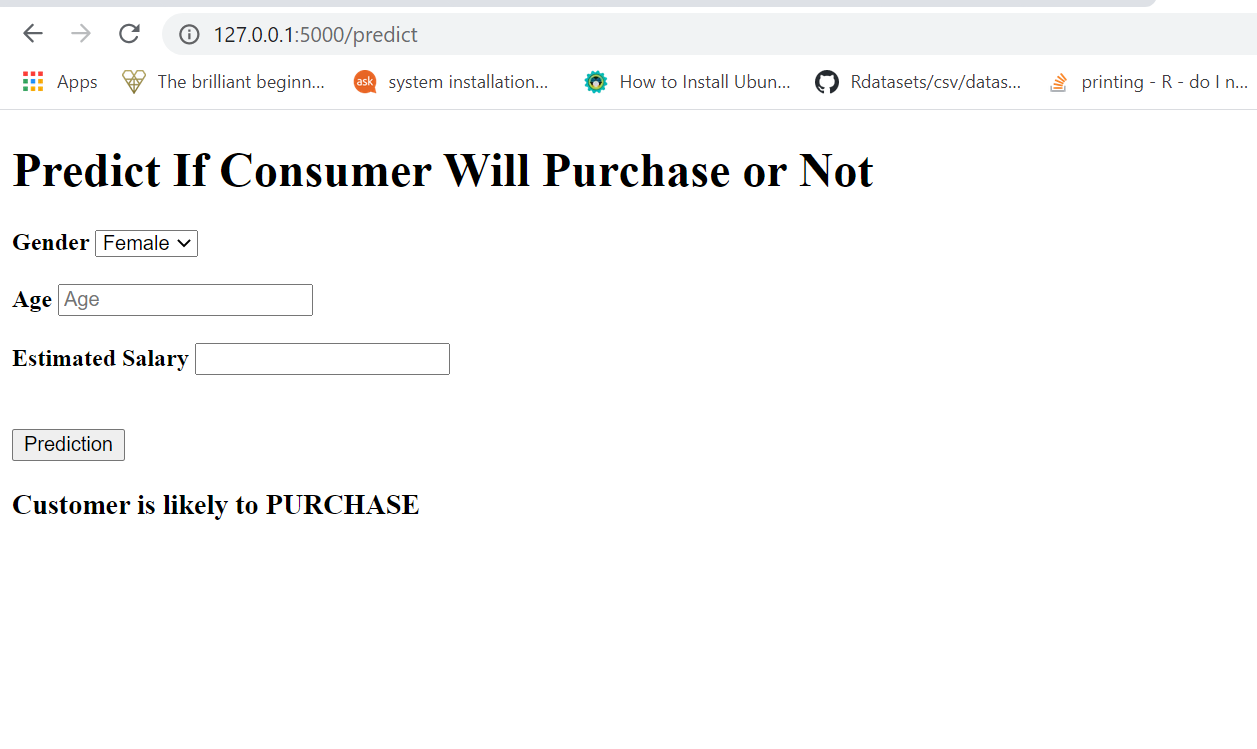 127.0.0.1:5000/predict
Apps The brilliant beginn... ask system installation... How to Install Ubun... Rdatasets/csv/datas... printing - R - do I n...
Predict If Consumer Will Purchase or Not
Gender Female
Age Age
Estimated Salary
Prediction
Customer is likely to PURCHASE